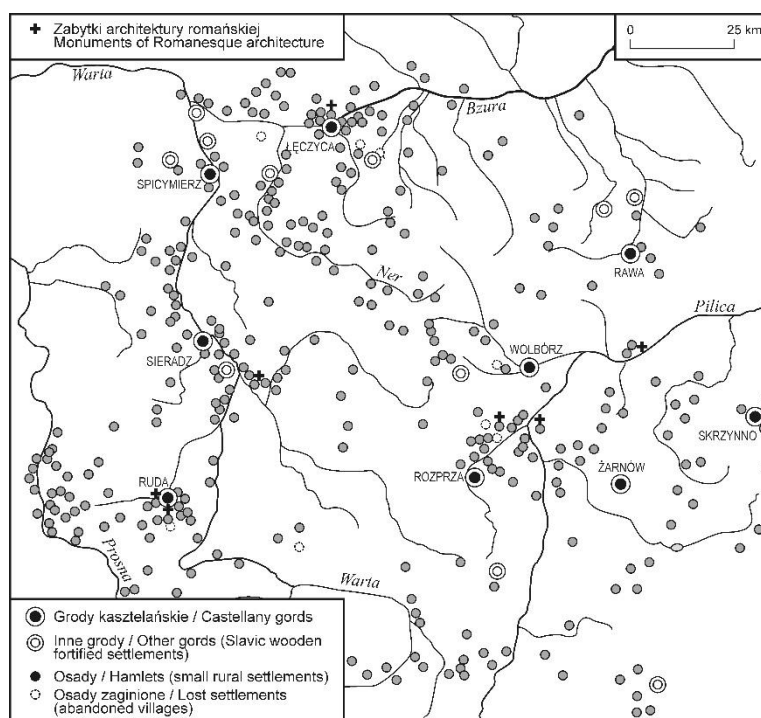 Zabytki architektury romańskiej
Monuments of Romanesque architecture
0 25 km
Warta
Bzura
ŁĘCZYCA
SPICYMIERZ
Ner
RAWA
Pilica
SIERADZ
WOLBÓRZ
SKRZYNNO
ROZPRZA
ŻARNÓW
RUDA
Prosna
Warta
Grody kasztelańskie / Castellany gords
Inne grody / Other gords (Slavic wooden
fortified settlements)
Osady / Hamlets (small rural settlements)
Osady zaginione / Lost settlements
(abandoned villages)